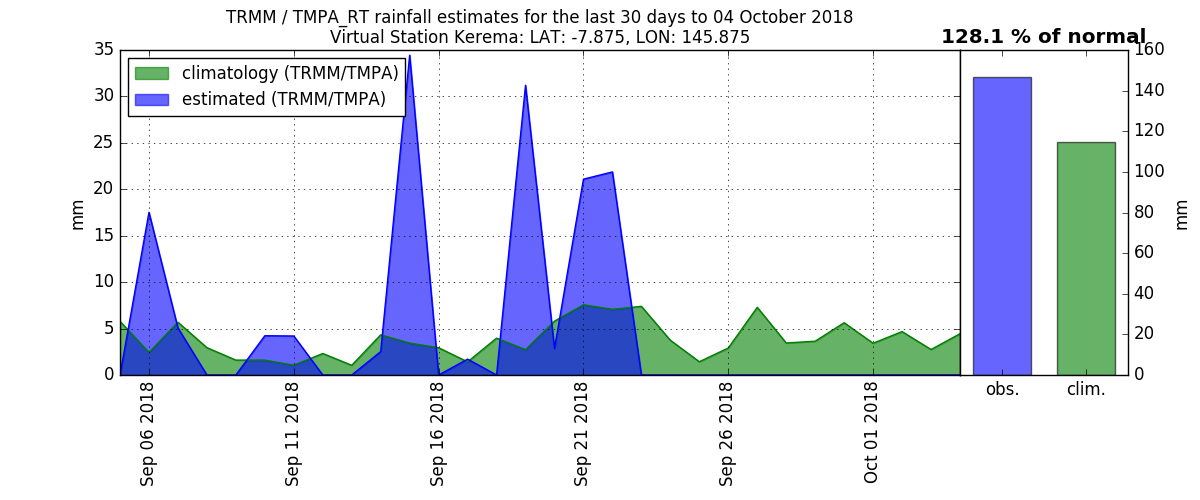 TRMM / TMPA_RT rainfall estimates for the last 30 days to 04 October 2018
Virtual Station Kerema: LAT: -7.875, LON: 145.875
128.1 % of normal
climatology (TRMM/TMPA)
estimated (TRMM/TMPA)
mm
35
30
25
20
15
10
5
0
Sep 06 2018
Sep 11 2018
Sep 16 2018
Sep 21 2018
Sep 26 2018
Oct 01 2018
160
140
120
100
80
60
40
20
0
mm
obs.
clim.